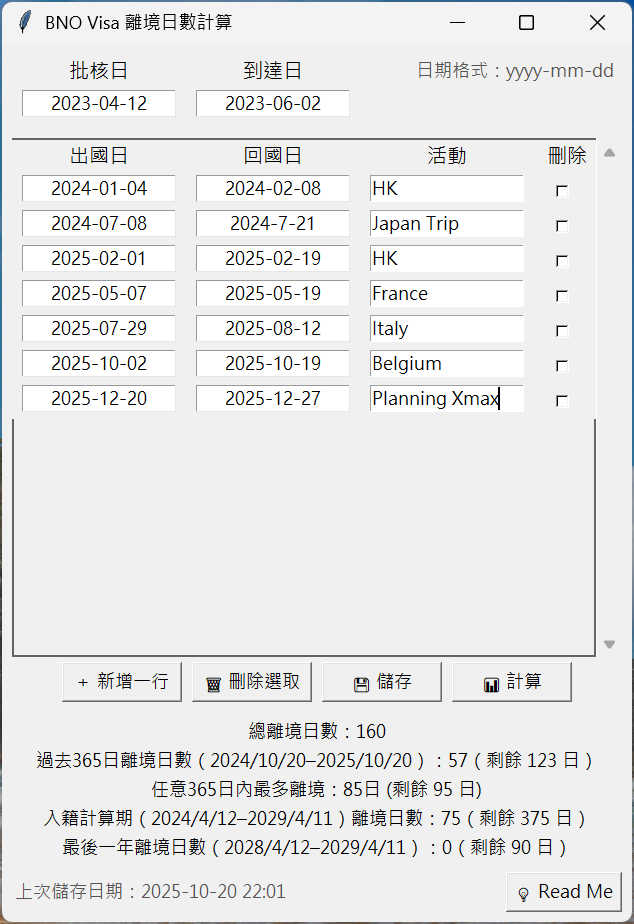 BNO Visa 離境日數計算
批核日 到達日 日期格式：yyyy-mm-dd
2023-04-12 2023-06-02
出國日 回國日 活動 刪除
2024-01-04 2024-02-08 HK
2024-07-08 2024-7-21 Japan Trip
2025-02-01 2025-02-19 HK
2025-05-07 2025-05-19 France
2025-07-29 2025-08-12 Italy
2025-10-02 2025-10-19 Belgium
2025-12-20 2025-12-27 Planning Xmax
+ 新增一行 刪除選取 儲存 計算
總離境日數：160
過去365日離境日數（2024/10/20–2025/10/20）：57（剩餘 123 日）
任意365日內最多離境：85日 (剩餘 95 日)
入籍計算期（2024/4/12–2029/4/11）離境日數：75（剩餘 375 日）
最後一年離境日數（2028/4/12–2029/4/11）：0（剩餘 90 日）
上次儲存日期：2025-10-20 22:01 Read Me